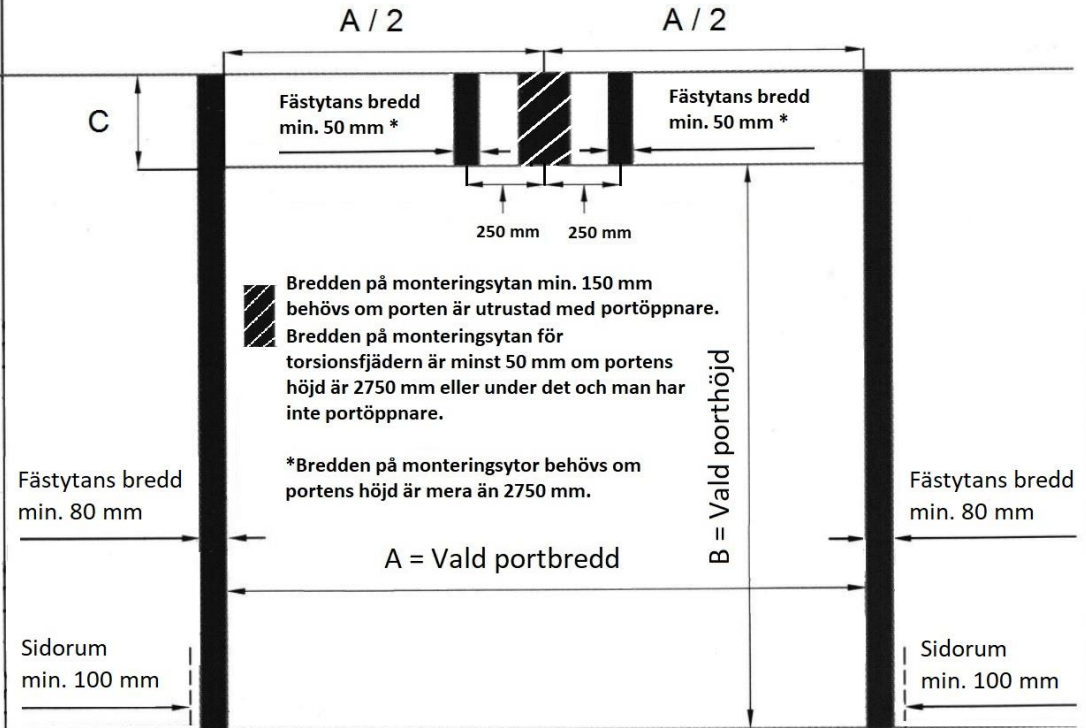 A / 2
A / 2
C
Fästytans bredd
min. 50 mm *
Fästytans bredd
min. 50 mm *
250 mm
250 mm
Bredden på monteringsytan min. 150 mm
behövs om porten är utrustad med portöppnare.
Bredden på monteringsytan för
torsionsfjädern är minst 50 mm om portens
höjd är 2750 mm eller under det och man har
inte portöppnare.
*Bredden på monteringsytor behövs om
portens höjd är mera än 2750 mm.
B = Vald porthöjd
Fästytans bredd
min. 80 mm
Fästytans bredd
min. 80 mm
A = Vald portbredd
Sidorum
min. 100 mm
Sidorum
min. 100 mm